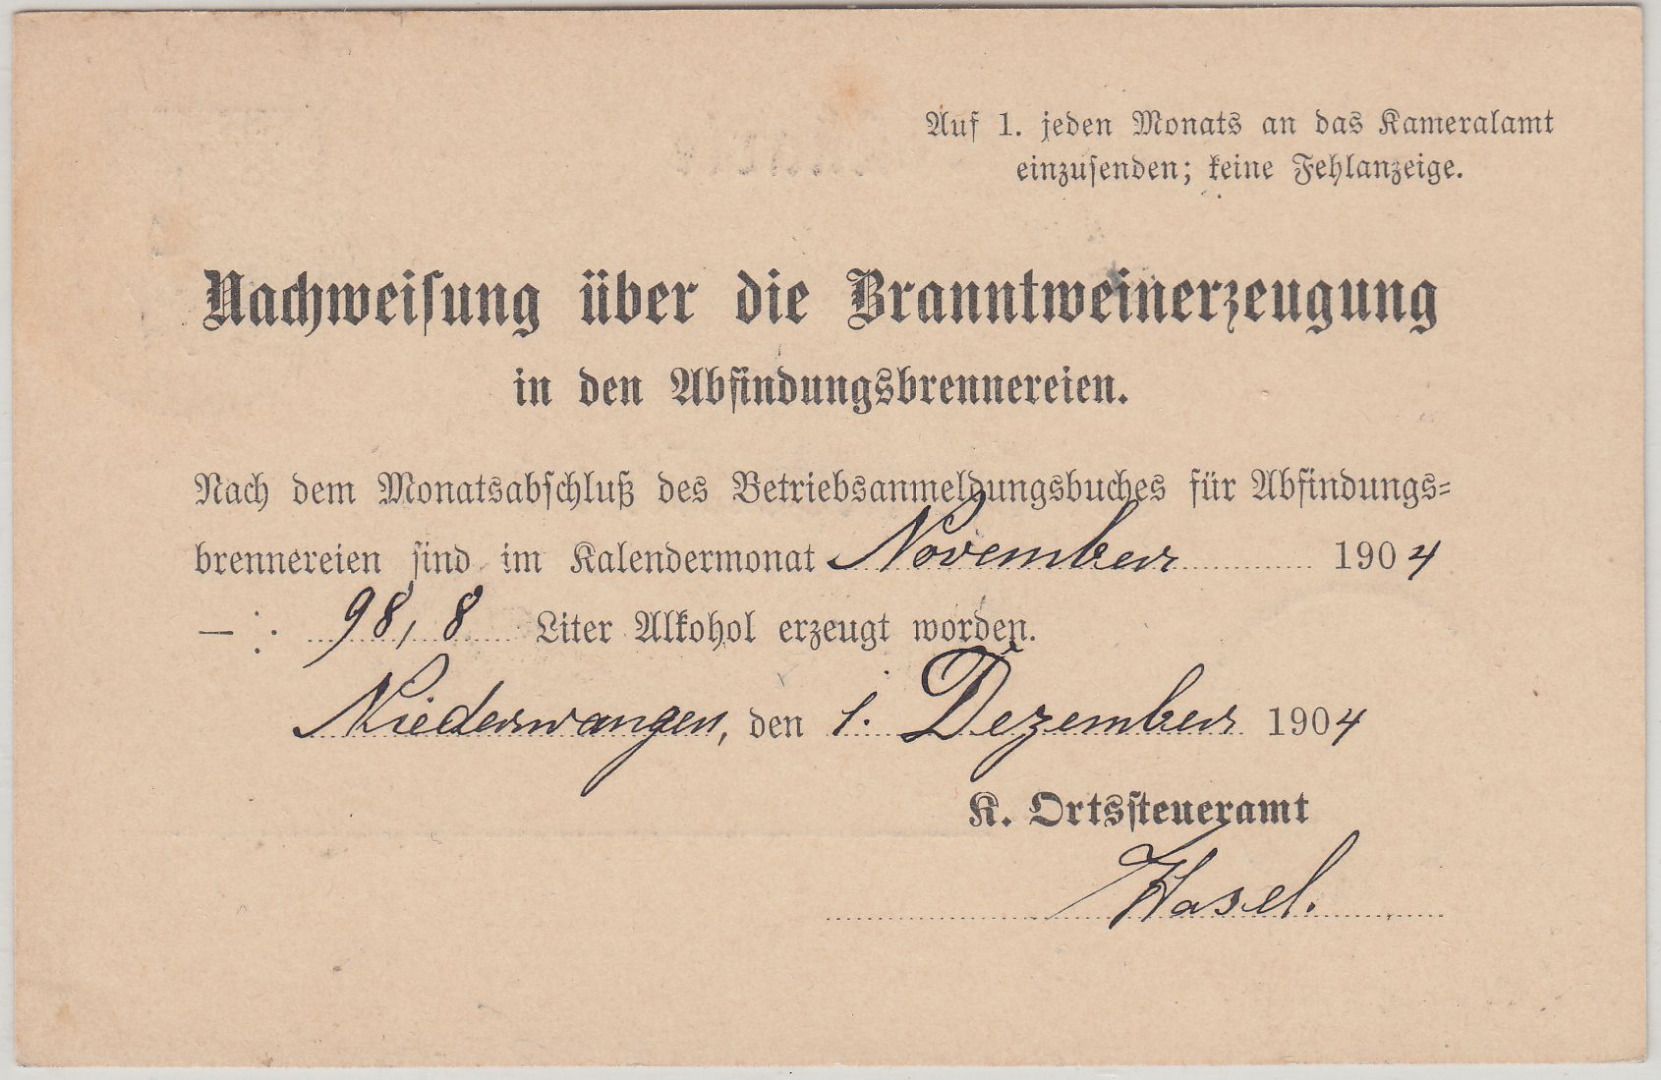 Auf 1. jeden Monats an das Kameralamt
einzusenden; keine Fehlanzeige.
Nachweisung über die Branntweinerzeugung
in den Abfindungsbrennereien.
Nach dem Monatsabschluß des Betriebsanmeldungsbuches für Abfindungs-
brennereien sind im Kalendermonat November 1904
—:. 98,8 Liter Alkohol erzeugt worden.
Niederwangen, den 1. Dezember 1904
K. Ortssteueramt
Hasel.